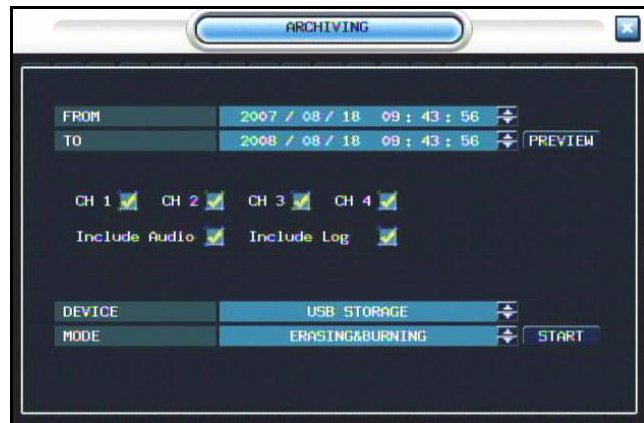 ARCHIVING
FROM 2007 / 08 / 18 09 : 43 : 56
TO 2008 / 08 / 18 09 : 43 : 56 PREVIEW
CH 1 CH 2 CH 3 CH 4
Include Audio Include Log
DEVICE USB STORAGE
MODE ERASING&BURNING START